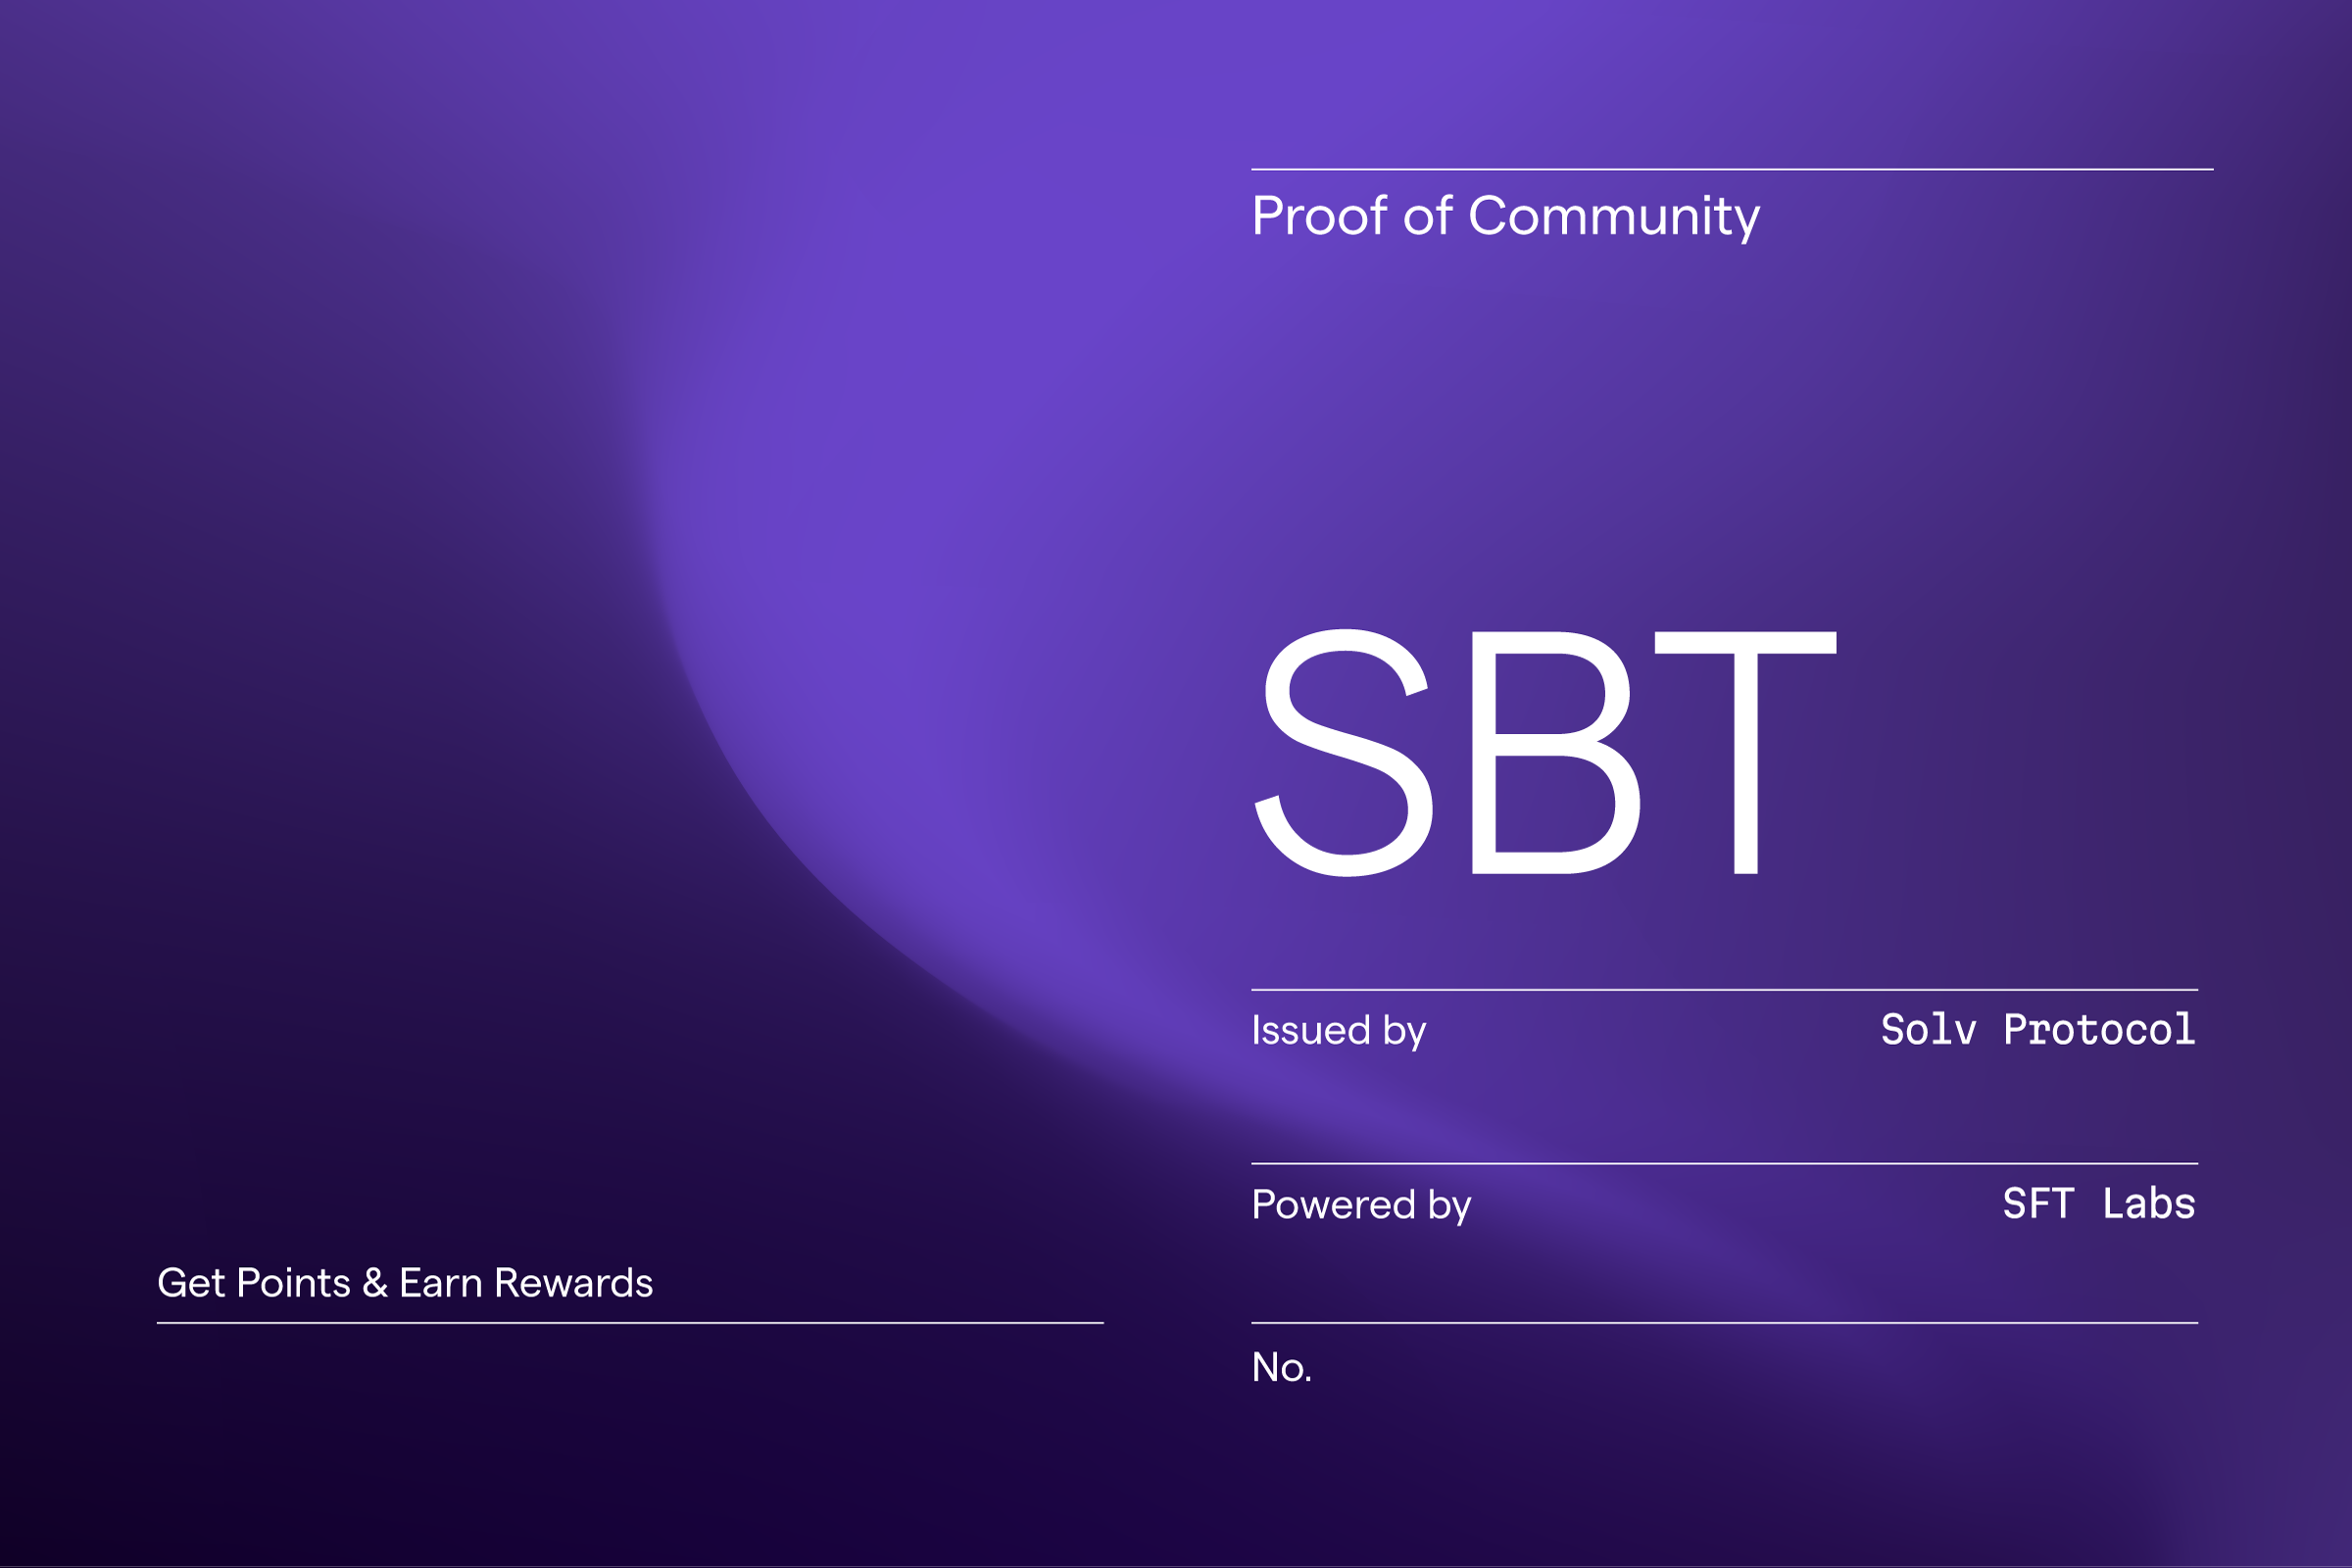 Proof of Community
SBT
Issued by Solv Protocol
Powered by SFT Labs
Get Points & Earn Rewards
No.